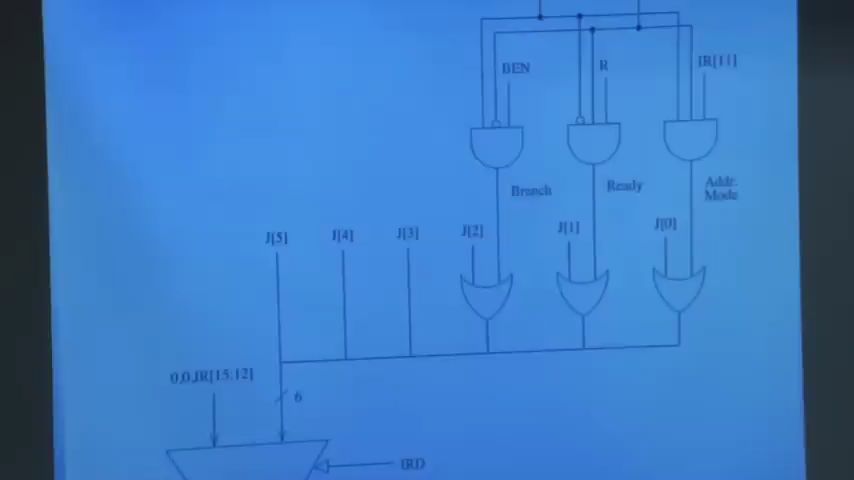 BEN
R
IR[11]
Branch
Ready
Addr.
Mode
J[5]
J[4]
J[3]
J[2]
J[1]
J[0]
0,0,IR[15:12]
6
IRD